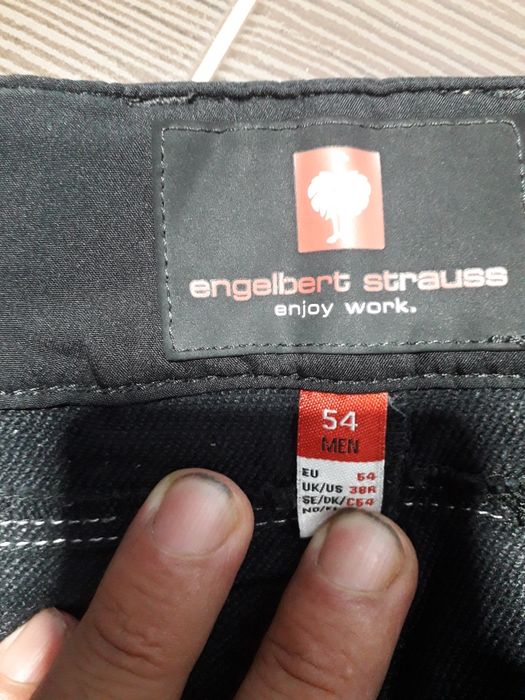 engelbert strauss
enjoy work.
54
MEN
EU 54
UK/US 38R
SE/DK/ C54